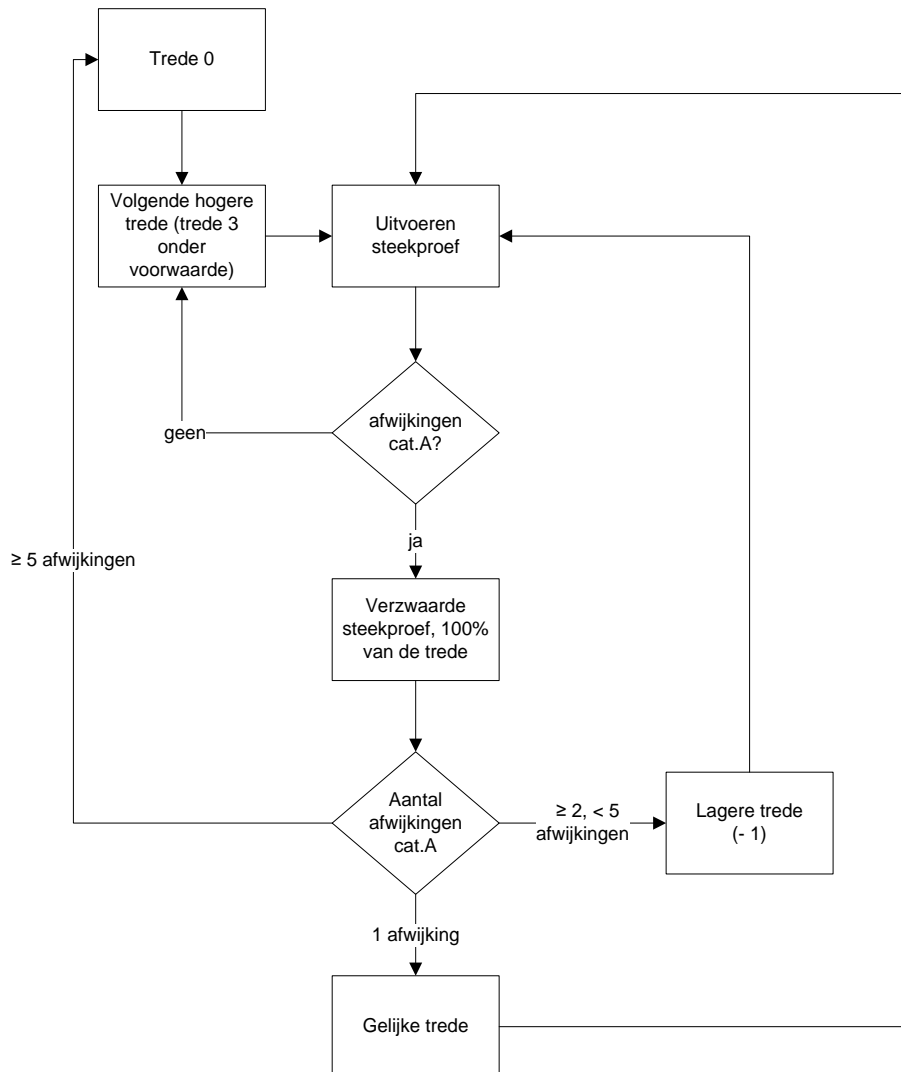 Trede 0
Volgende hogere
trede (trede 3
onder
voorwaarde)
Uitvoeren
steekproef
afwijkingen
cat.A?
geen
ja
≥ 5 afwijkingen
Verzwaarde
steekproef, 100%
van de trede
Aantal
afwijkingen
cat.A
≥ 2, < 5
afwijkingen
Lagere trede
(- 1)
1 afwijking
Gelijke trede